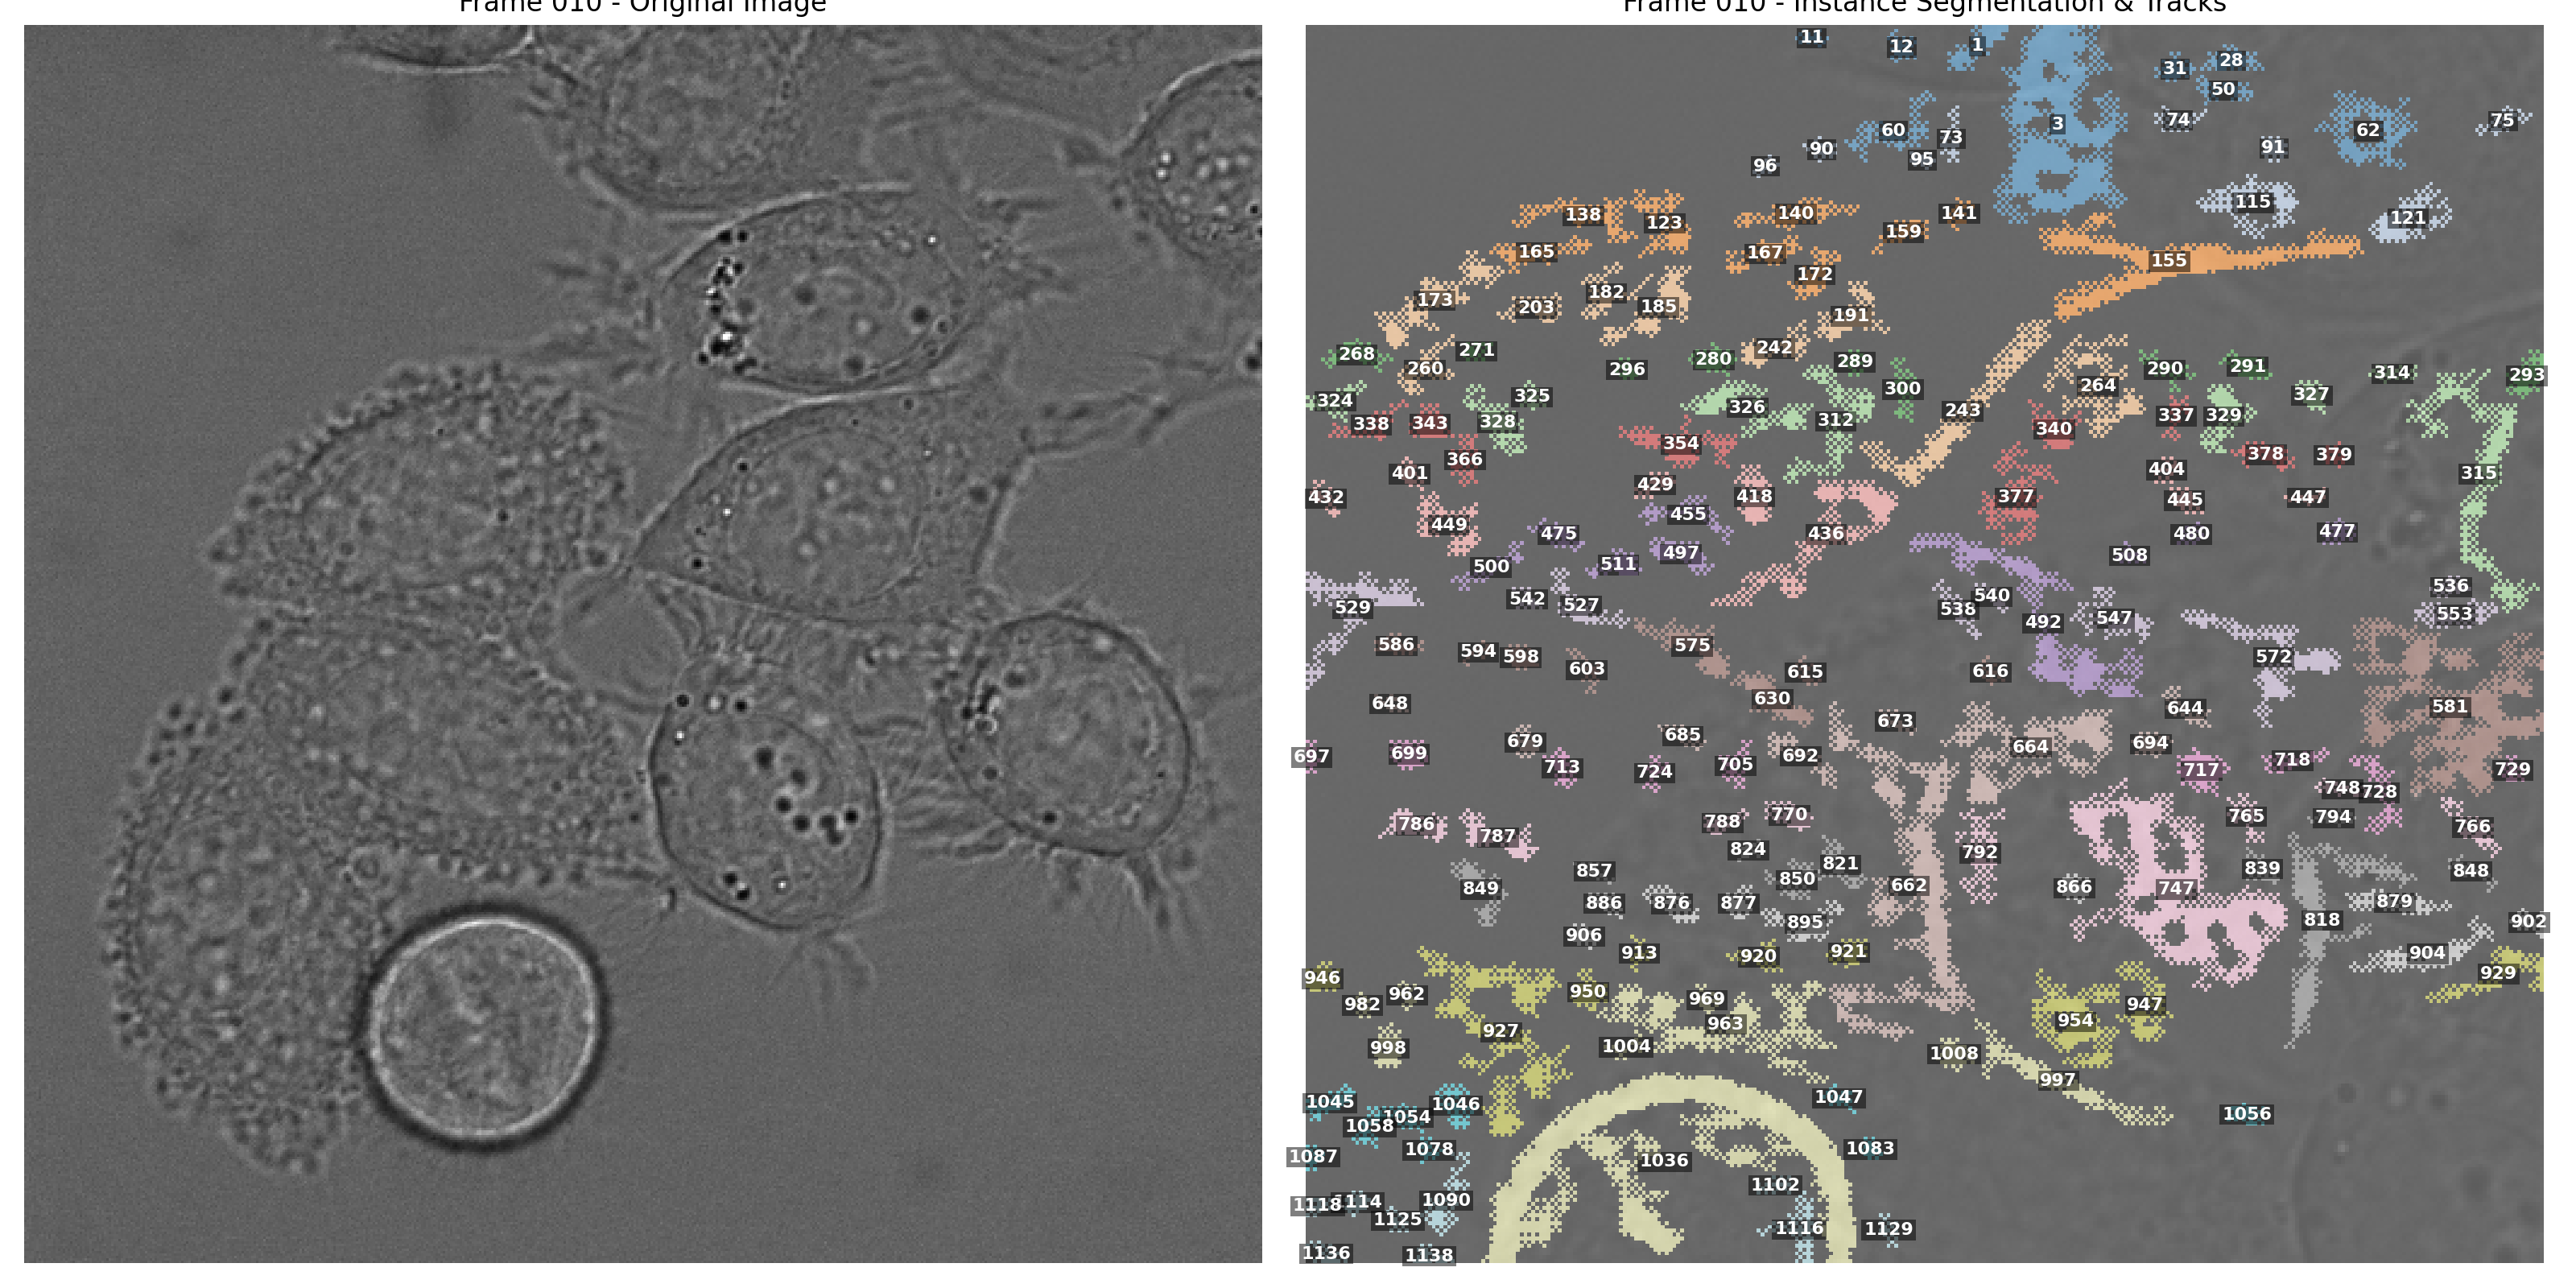 Frame 010 - Original Image
Frame 010 - Instance Segmentation & Tracks
11 12 1 31 28 50
3 74 62 75
60 73 90 95 96 91
138 123 140 141 159 115 121
165 167 172 155
173 203 182 185 191
268 260 271 296 280 242 289 300 264 290 291 314 293
324 338 343 328 325 326 312 243 340 337 329 327
366 354 401 404 378 379 315
432 449 429 418 455 436 377 445 447
475 497 500 511 480 477 508
529 542 527 538 540 492 547 536 553
586 594 598 603 575 615 616 572
648 630 644 581
697 699 679 713 685 724 705 692 673 664 694 717 718 729
748 728
786 787 788 770 824 792 765 794 766
849 857 850 821 662 866 747 839 848
886 876 877 895 818 879 902
906 913 920 921 904
946 982 962 950 969 963 954 947 929
998 927 1004 1008 997
1045 1054 1046 1058 1047 1056
1087 1078 1036 1083
1118 1114 1090 1102
1125 1116 1129
1136 1138